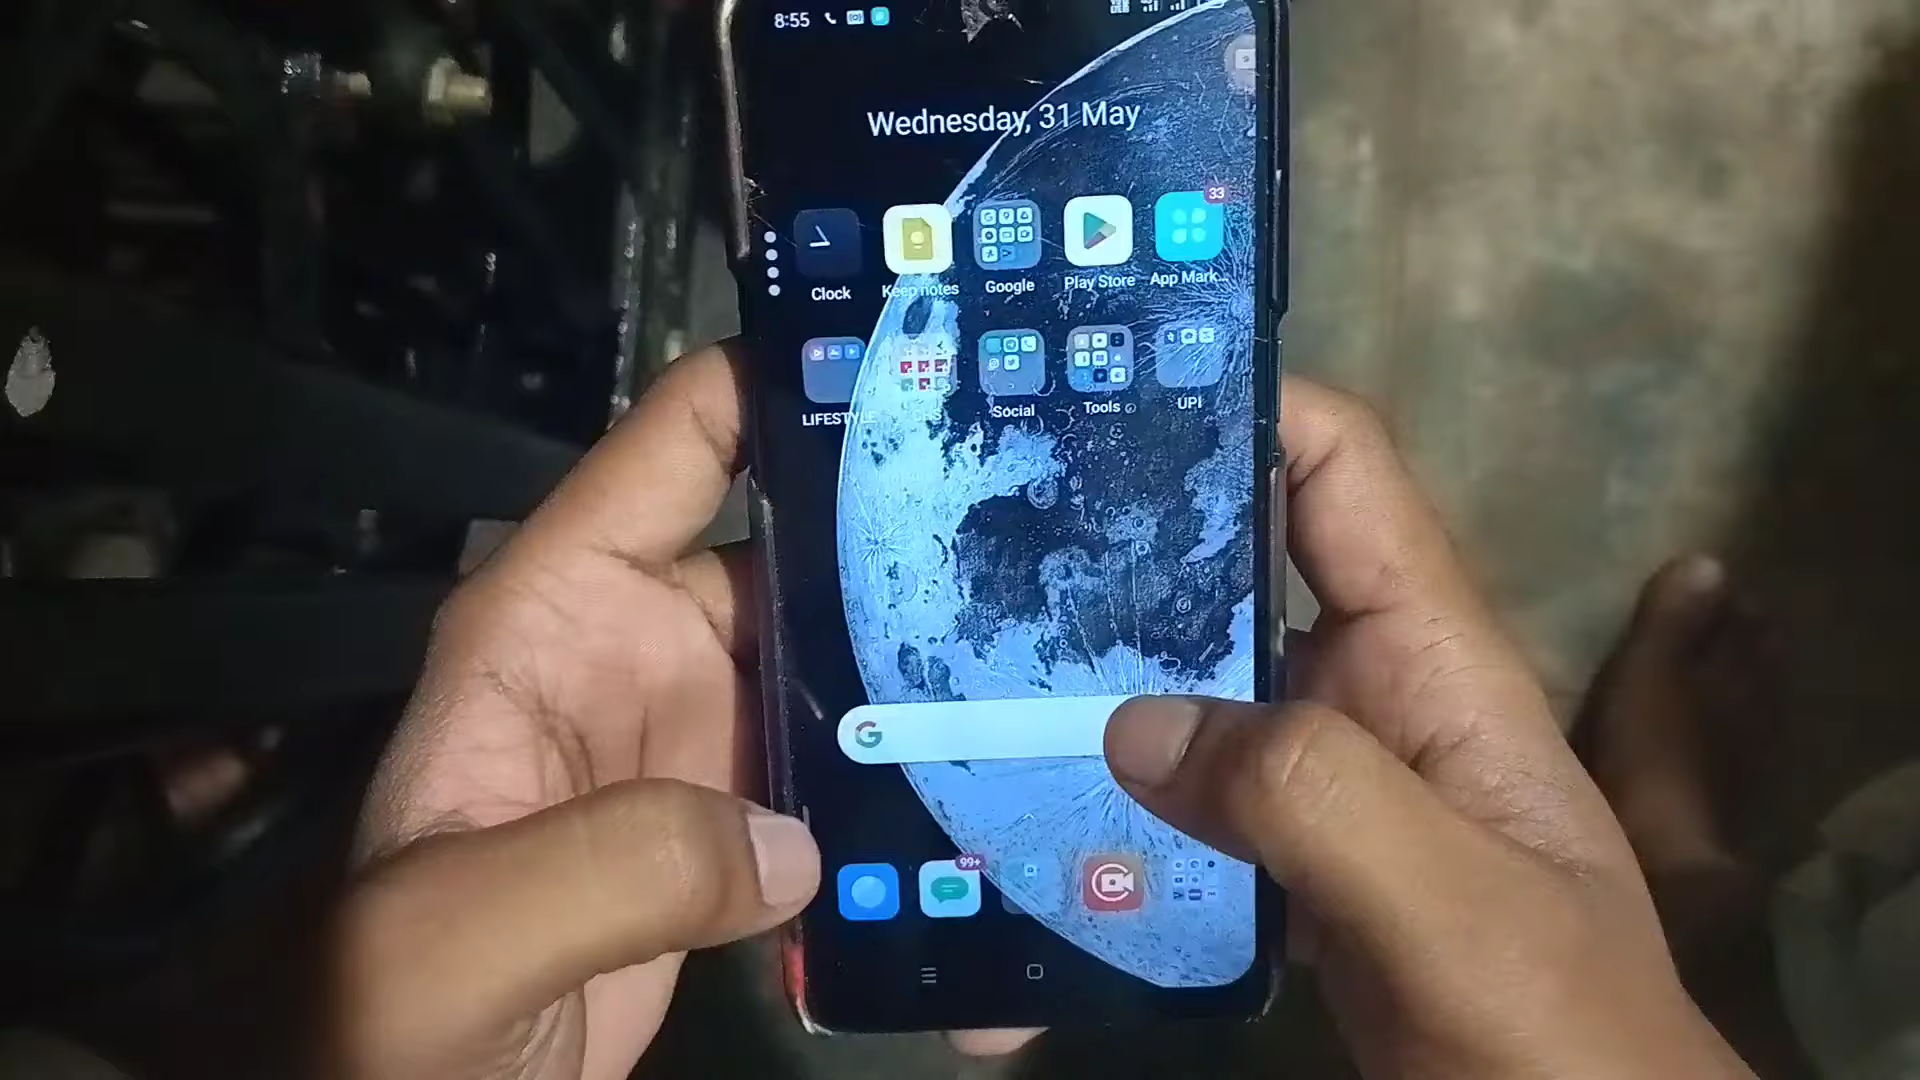 8:55
Wednesday, 31 May
33
Clock
Keep notes
Google
Play Store
App Mark...
LIFESTYLE
Social
Tools
UPI
G
99+